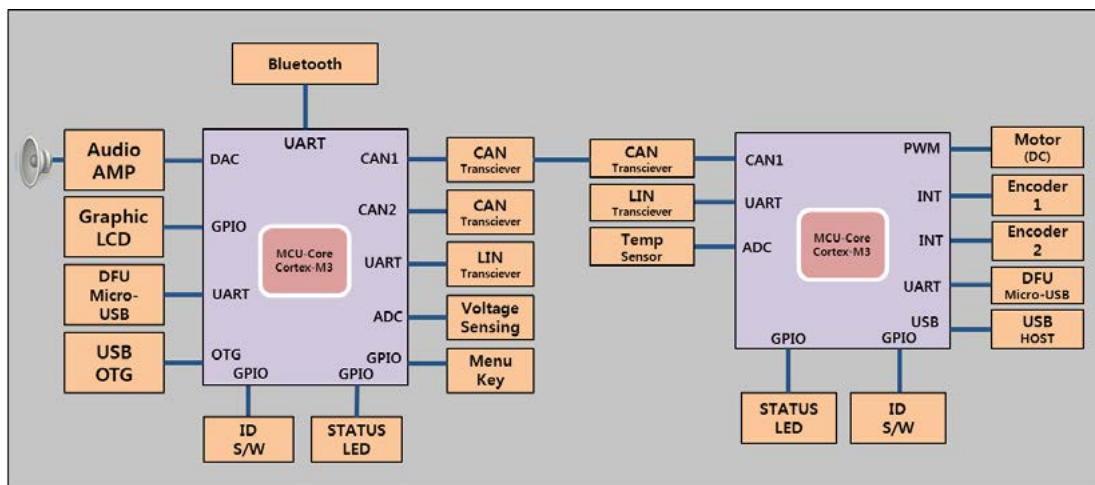 Bluetooth
UART
Audio
AMP
DAC
Graphic
LCD
GPIO
DFU
Micro-
USB
UART
USB
OTG
OTG
GPIO
ID
S/W
GPIO
STATUS
LED
MCU-Core
Cortex-M3
CAN1
CAN
Transciever
CAN2
CAN
Transciever
UART
LIN
Transciever
ADC
Voltage
Sensing
GPIO
Menu
Key
CAN
Transciever
CAN1
LIN
Transciever
UART
Temp
Sensor
ADC
MCU-Core
Cortex-M3
PWM
Motor
(DC)
INT
Encoder
1
INT
Encoder
2
UART
DFU
Micro-USB
USB
USB
HOST
GPIO
STATUS
LED
GPIO
ID
S/W